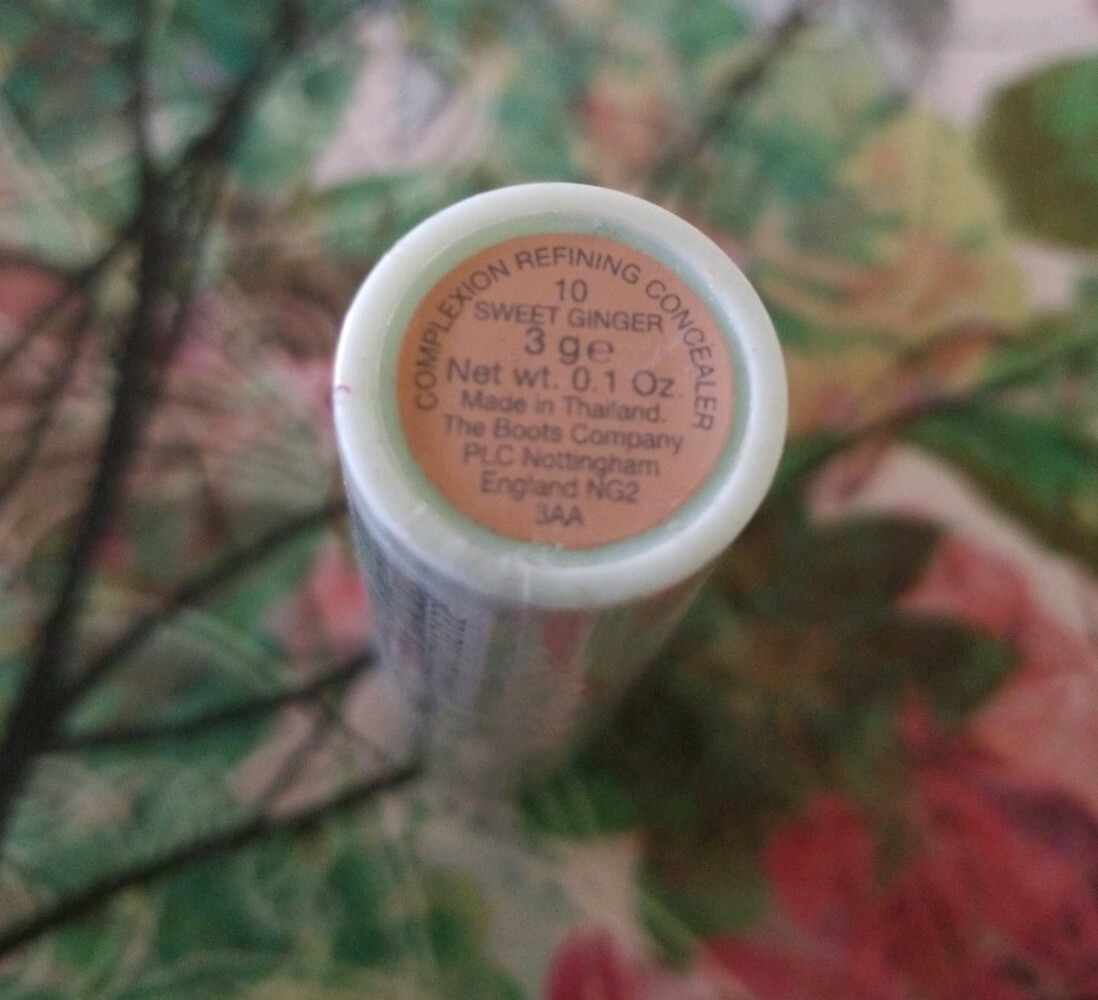 COMPLEXION REFINING CONCEALER
10
SWEET GINGER
3 g℮
Net wt. 0.1 Oz.
Made in Thailand.
The Boots Company
PLC Nottingham
England NG2
3AA